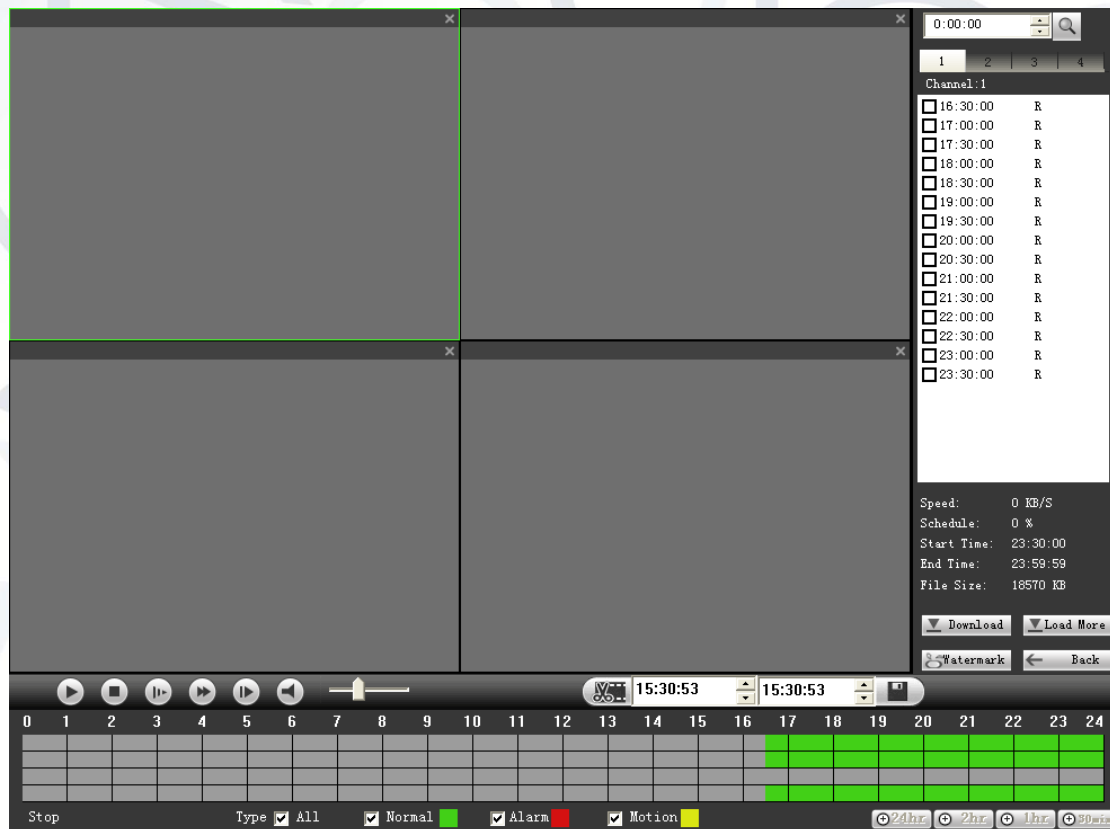 0:00:00
1 2 3 4
Channel:1
16:30:00 R
17:00:00 R
17:30:00 R
18:00:00 R
18:30:00 R
19:00:00 R
19:30:00 R
20:00:00 R
20:30:00 R
21:00:00 R
21:30:00 R
22:00:00 R
22:30:00 R
23:00:00 R
23:30:00 R
Speed: 0 KB/S
Schedule: 0 %
Start Time: 23:30:00
End Time: 23:59:59
File Size: 18570 KB
Download Load More
Watermark Back
15:30:53 15:30:53
0 1 2 3 4 5 6 7 8 9 10 11 12 13 14 15 16 17 18 19 20 21 22 23 24
Stop Type All Normal Alarm Motion 24hr 2hr 1hr 30min